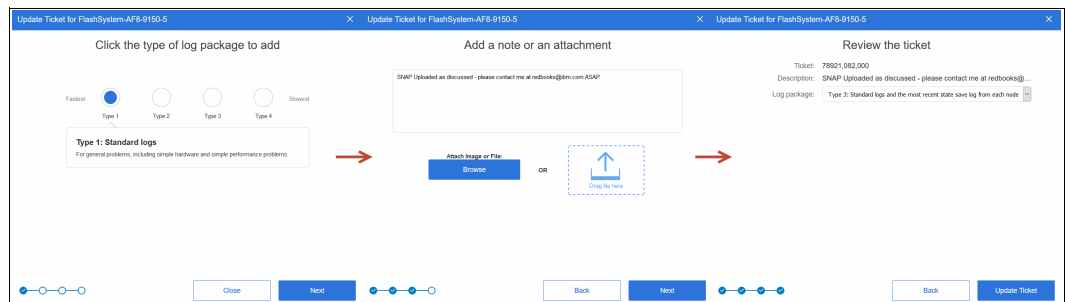 Update Ticket for FlashSystem-AF8-9150-5
Click the type of log package to add
Fastest
Slowest
Type 1
Type 2
Type 3
Type 4
Type 1: Standard logs
For general problems, including simple hardware and simple performance problems.
Close
Next
Update Ticket for FlashSystem-AF8-9150-5
Add a note or an attachment
SNAP Uploaded as discussed - please contact me at redbooks@ibm.com ASAP.
Attach Image or File:
Browse
OR
Drag file here
Back
Next
Update Ticket for FlashSystem-AF8-9150-5
Review the ticket
Ticket: 78921,082,000
Description: SNAP Uploaded as discussed - please contact me at redbooks@...
Log package: Type 3: Standard logs and the most recent state save log from each node
Back
Update Ticket